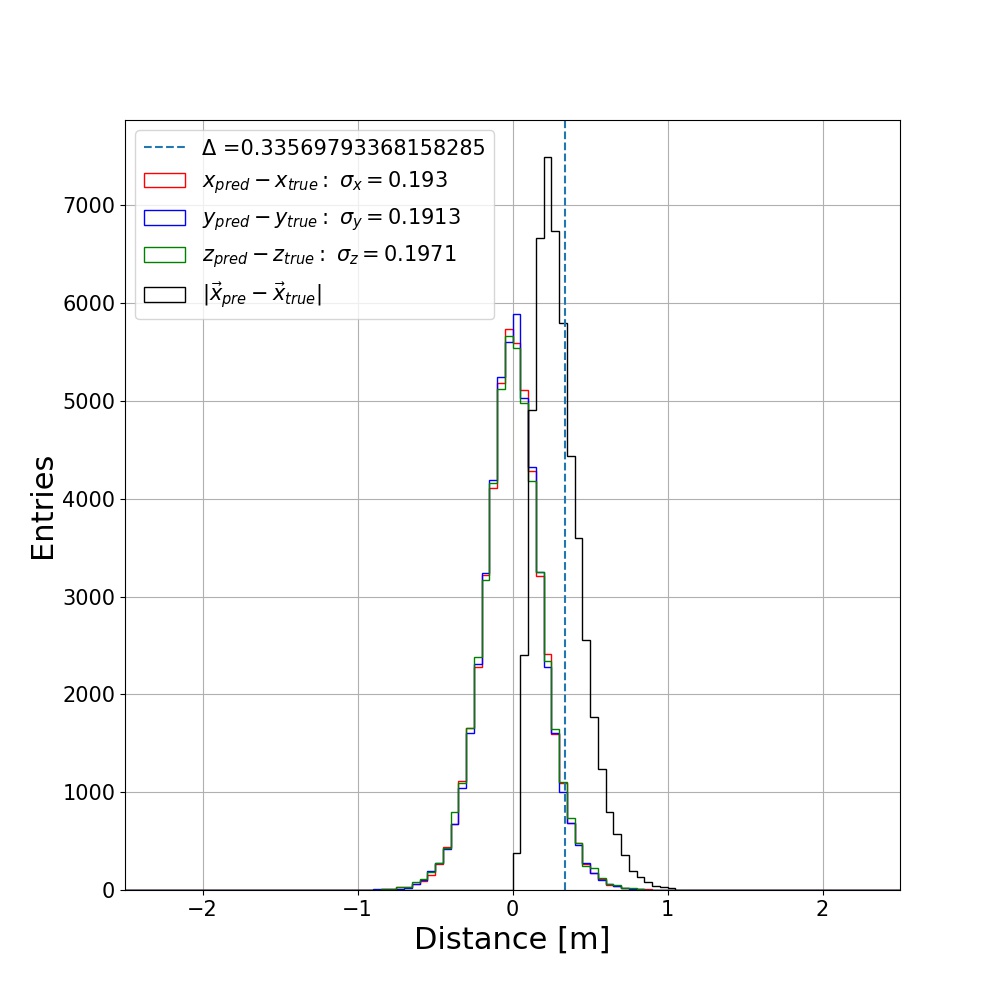 Δ =0.33569793368158285
x_pred − x_true : σ_x = 0.193
y_pred − y_true : σ_y = 0.1913
z_pred − z_true : σ_z = 0.1971
|x⃗_pre − x⃗_true|
7000
6000
5000
4000
3000
2000
1000
0
Entries
−2 −1 0 1 2
Distance [m]